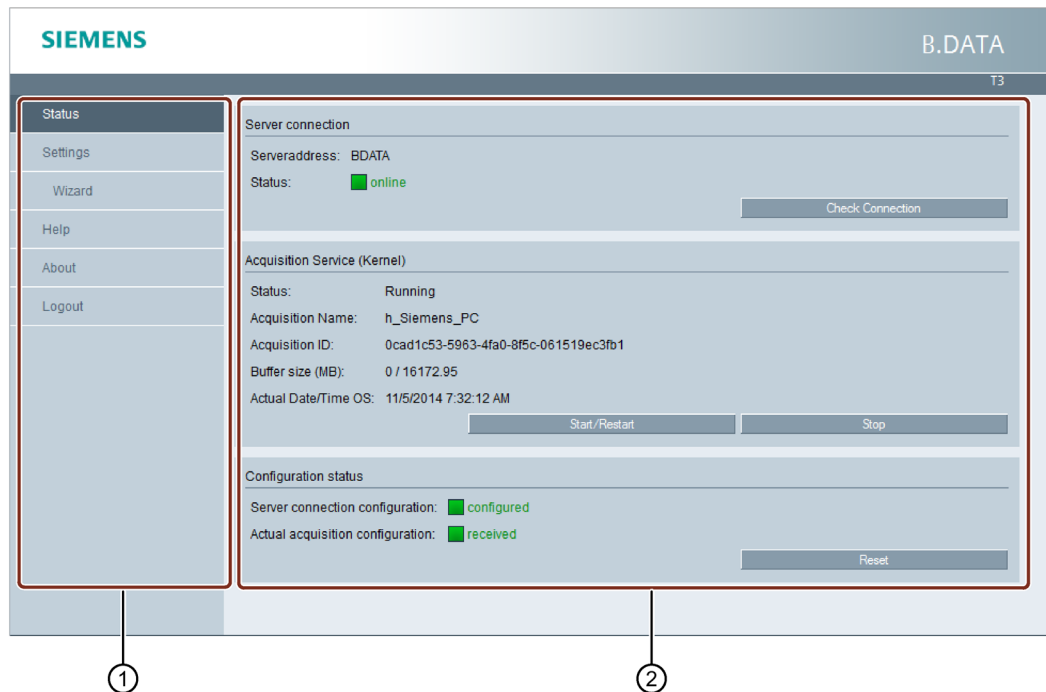 SIEMENS
B.DATA
T3
Status
Settings
Wizard
Help
About
Logout
Server connection
Serveraddress: BDATA
Status: online
Check Connection
Acquisition Service (Kernel)
Status: Running
Acquisition Name: h_Siemens_PC
Acquisition ID: 0cad1c53-5963-4fa0-8f5c-061519ec3fb1
Buffer size (MB): 0 / 16172.95
Actual Date/Time OS: 11/5/2014 7:32:12 AM
Start/Restart Stop
Configuration status
Server connection configuration: configured
Actual acquisition configuration: received
Reset
1 2